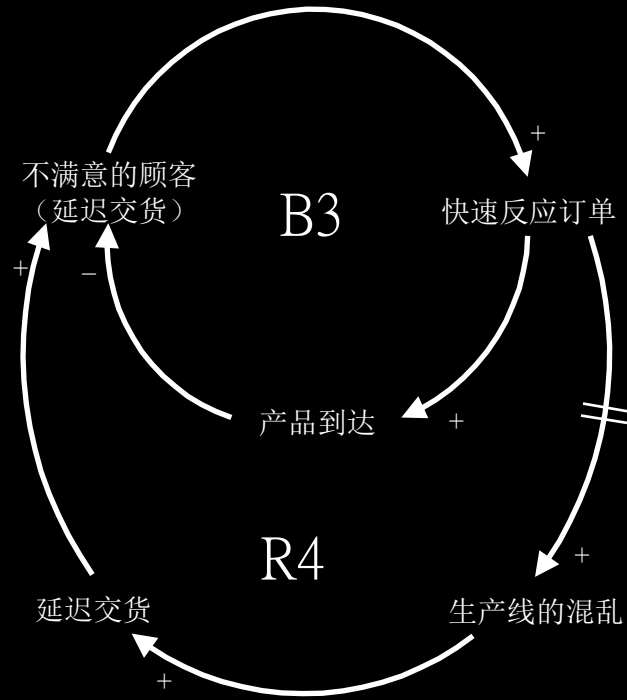 +
不满意的顾客
（延迟交货）
B3
快速反应订单
+
−
产品到达
+
R4
+
延迟交货
生产线的混乱
+